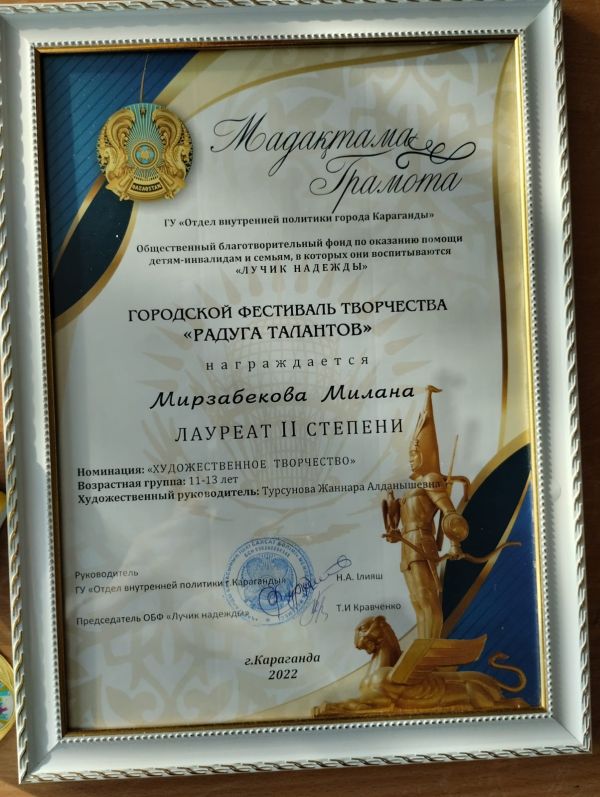 Мадақтама
Грамота
ҚАЗАҚСТАН
ГУ «Отдел внутренней политики города Караганды»
Общественный благотворительный фонд по оказанию помощи
детям-инвалидам и семьям, в которых они воспитываются
«ЛУЧИК НАДЕЖДЫ»
ГОРОДСКОЙ ФЕСТИВАЛЬ ТВОРЧЕСТВА
«РАДУГА ТАЛАНТОВ»
награждается
Мирзабекова Милана
ЛАУРЕАТ II СТЕПЕНИ
Номинация: «ХУДОЖЕСТВЕННОЕ ТВОРЧЕСТВО»
Возрастная группа: 11-13 лет
Художественный руководитель: Турсунова Жаннара Алданышевна
Руководитель
ГУ «Отдел внутренней политики г.Караганды» Н.А. Ілияш
Председатель ОБФ «Лучик надежды» Т.И Кравченко
г.Караганда
2022